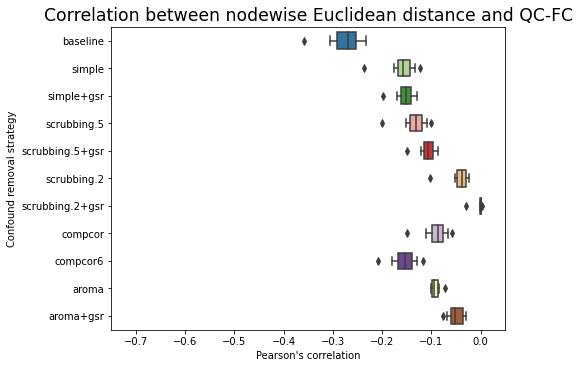 Correlation between nodewise Euclidean distance and QC-FC
Confound removal strategy
baseline
simple
simple+gsr
scrubbing.5
scrubbing.5+gsr
scrubbing.2
scrubbing.2+gsr
compcor
compcor6
aroma
aroma+gsr
−0.7 −0.6 −0.5 −0.4 −0.3 −0.2 −0.1 0.0
Pearson's correlation